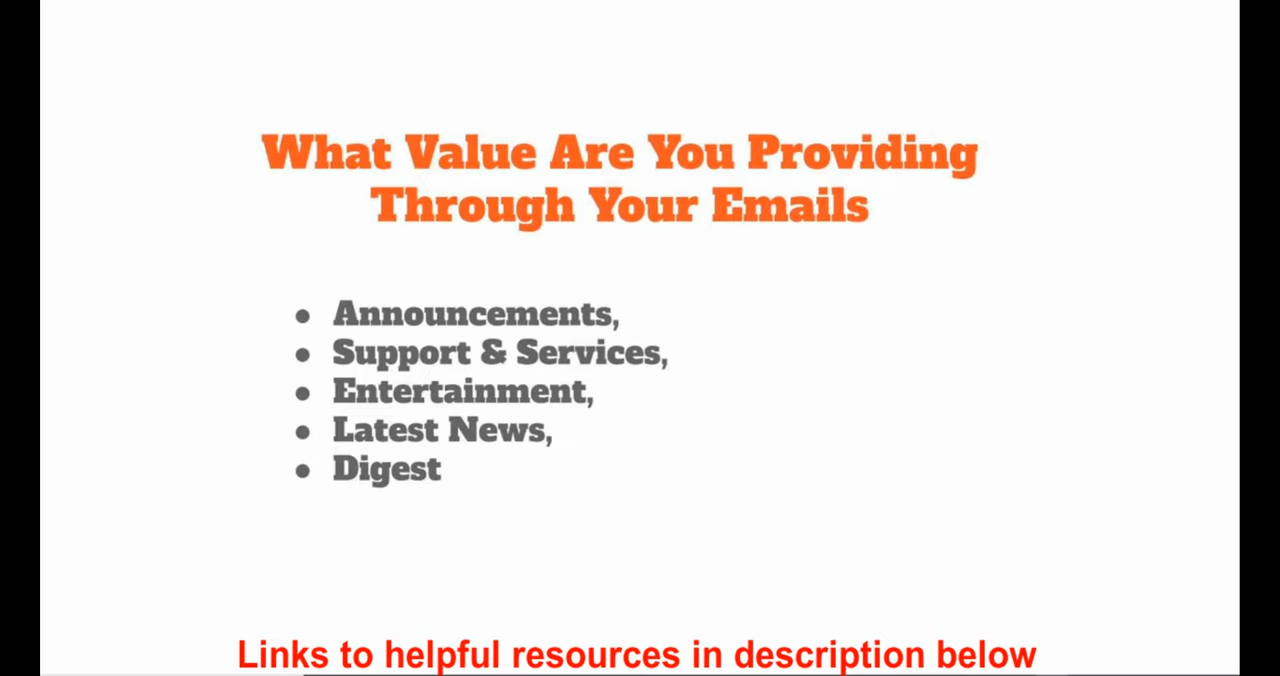 What Value Are You Providing
Through Your Emails
● Announcements,
● Support & Services,
● Entertainment,
● Latest News,
● Digest
Links to helpful resources in description below